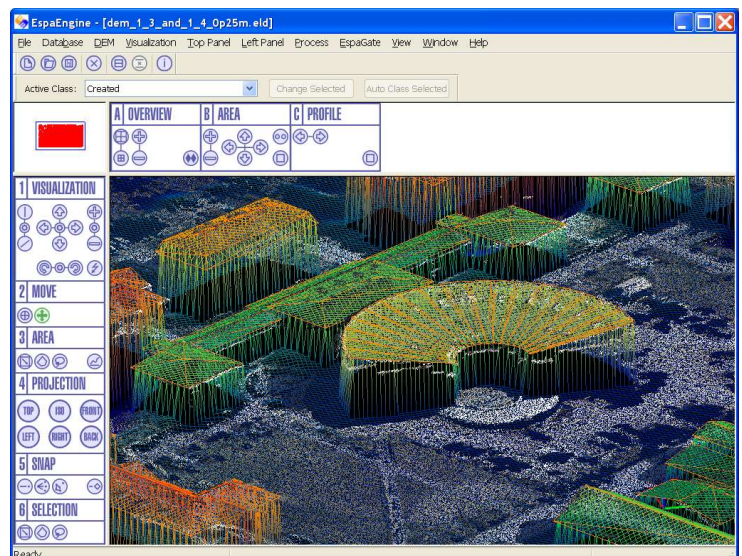 EspaEngine - [dem_1_3_and_1_4_0p25m.eld]
File Database DEM Visualization Top Panel Left Panel Process EspaGate View Window Help
Active Class: Created Change Selected Auto Class Selected
A OVERVIEW B AREA C PROFILE
1 VISUALIZATION
2 MOVE
3 AREA
4 PROJECTION
TOP ISO FRONT
LEFT RIGHT BACK
5 SNAP
6 SELECTION
Ready